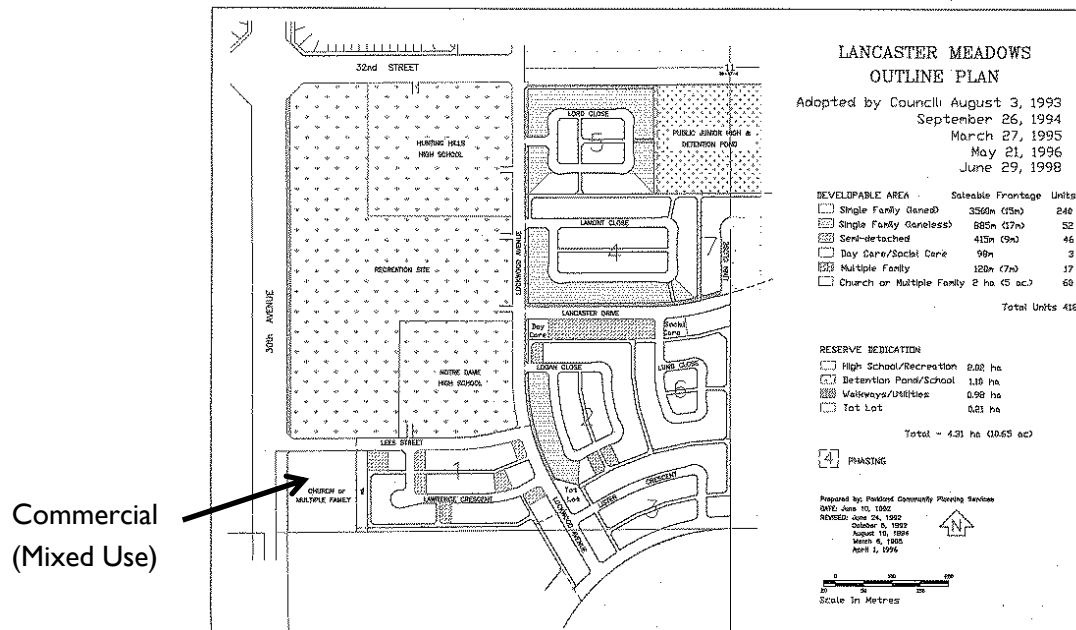 LANCASTER MEADOWS
OUTLINE PLAN
Adopted by Council: August 3, 1993
September 26, 1994
March 27, 1995
May 21, 1996
June 29, 1998
DEVELOPABLE AREA Saleable Frontage Units
Single Family (laned) 3560m (15m) 240
Single Family (laneless) 885m (17m) 52
Semi-detached 415m (9m) 46
Day Care/Social Care 98m 3
Multiple Family 120m (7m) 17
Church or Multiple Family 2 ha (5 ac.) 60
Total Units 418
RESERVE DEDICATION
High School/Recreation 2.02 ha
Detention Pond/School 1.10 ha
Walkways/Utilities 0.98 ha
Tot Lot 0.21 ha
Total = 4.31 ha (10.65 ac)
4 PHASING
Prepared by: Parkland Community Planning Services
DATE: June 10, 1992
REVISED: June 24, 1992
October 8, 1992
August 10, 1994
March 6, 1995
April 1, 1996
N
Scale In Metres
32nd STREET
11
LORD CLOSE
5
HUNTING HILLS
HIGH SCHOOL
PUBLIC JUNIOR HIGH &
DETENTION POND
LAMONT CLOSE
4
7
LOCKWOOD AVENUE
RECREATION SITE
30th AVENUE
LANCASTER DRIVE
Day
Care
Social
Care
LOGAN CLOSE
LUND CLOSE
6
2
NOTRE DAME
HIGH SCHOOL
LEES STREET
1
CHURCH or
MULTIPLE FAMILY
LAWRENCE CRESCENT
Tot
Lot
CRESCENT
3
LOCKWOOD AVENUE
Commercial
(Mixed Use)